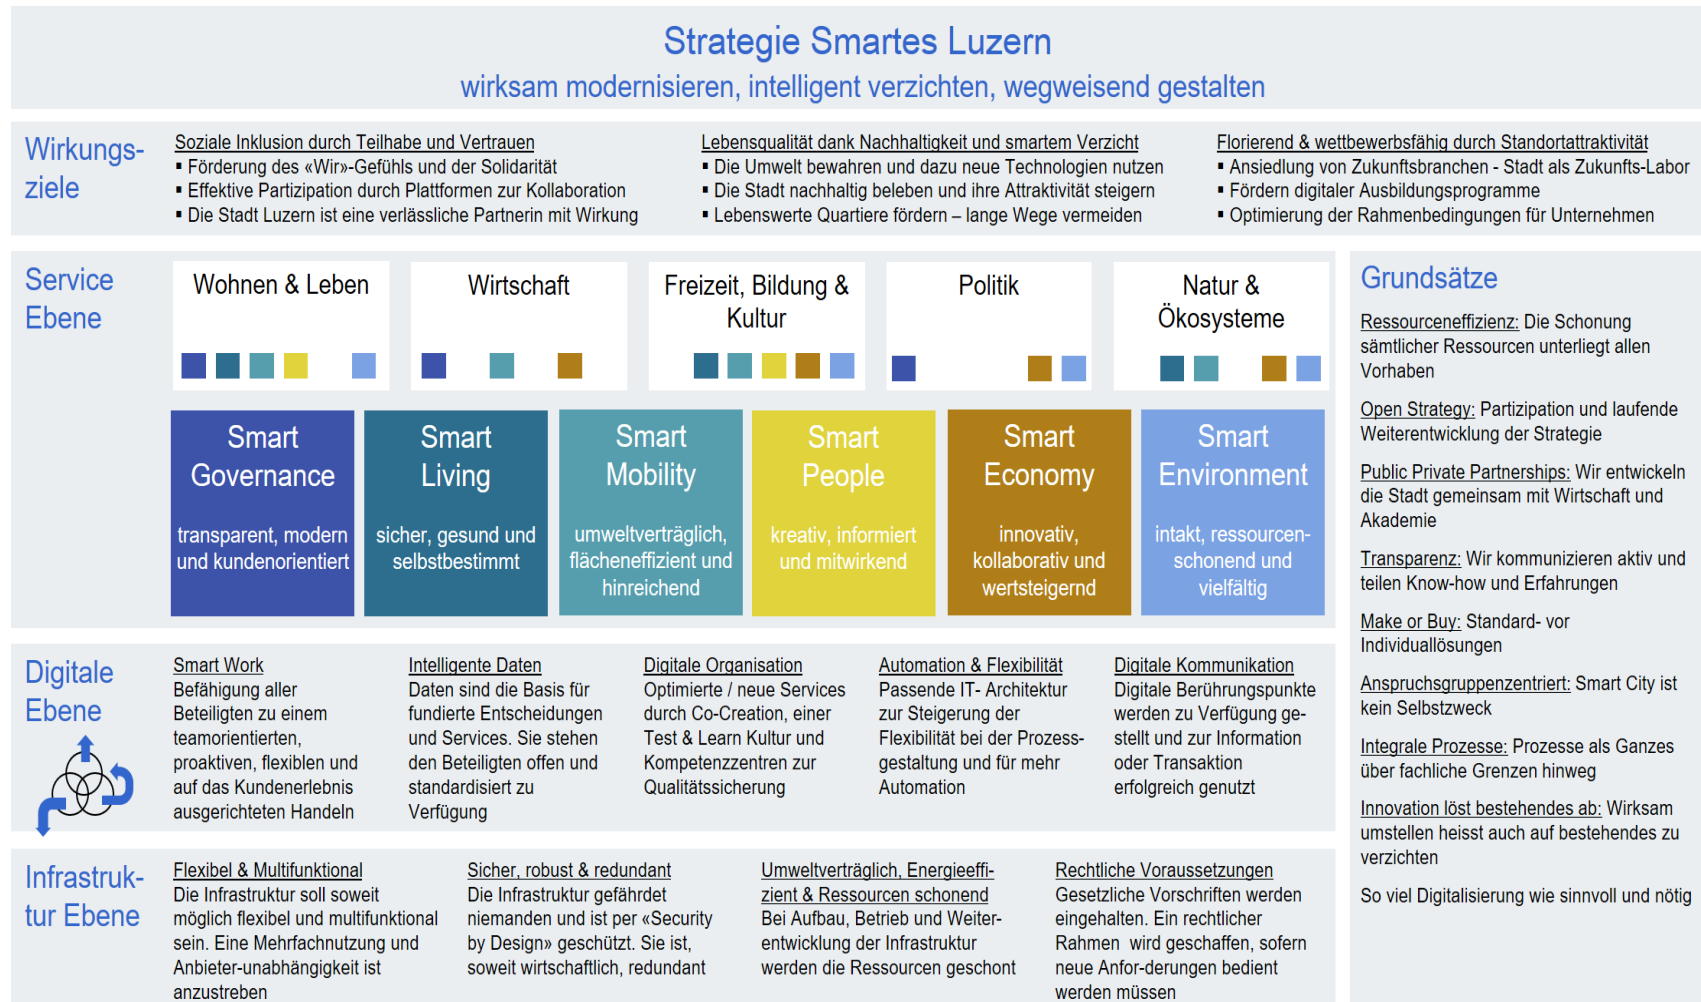 Strategie Smartes Luzern
wirksam modernisieren, intelligent verzichten, wegweisend gestalten
Wirkungs-
ziele
Soziale Inklusion durch Teilhabe und Vertrauen
▪ Förderung des «Wir»-Gefühls und der Solidarität
▪ Effektive Partizipation durch Plattformen zur Kollaboration
▪ Die Stadt Luzern ist eine verlässliche Partnerin mit Wirkung
Lebensqualität dank Nachhaltigkeit und smartem Verzicht
▪ Die Umwelt bewahren und dazu neue Technologien nutzen
▪ Die Stadt nachhaltig beleben und ihre Attraktivität steigern
▪ Lebenswerte Quartiere fördern – lange Wege vermeiden
Florierend & wettbewerbsfähig durch Standortattraktivität
▪ Ansiedlung von Zukunftsbranchen - Stadt als Zukunfts-Labor
▪ Fördern digitaler Ausbildungsprogramme
▪ Optimierung der Rahmenbedingungen für Unternehmen
Service
Ebene
Wohnen & Leben
Wirtschaft
Freizeit, Bildung &
Kultur
Politik
Natur &
Ökosysteme
Smart
Governance
transparent, modern
und kundenorientiert
Smart
Living
sicher, gesund und
selbstbestimmt
Smart
Mobility
umweltverträglich,
flächeneffizient und
hinreichend
Smart
People
kreativ, informiert
und mitwirkend
Smart
Economy
innovativ,
kollaborativ und
wertsteigernd
Smart
Environment
intakt, ressourcen-
schonend und
vielfältig
Digitale
Ebene
Smart Work
Befähigung aller
Beteiligten zu einem
teamorientierten,
proaktiven, flexiblen und
auf das Kundenerlebnis
ausgerichteten Handeln
Intelligente Daten
Daten sind die Basis für
fundierte Entscheidungen
und Services. Sie stehen
den Beteiligten offen und
standardisiert zu
Verfügung
Digitale Organisation
Optimierte / neue Services
durch Co-Creation, einer
Test & Learn Kultur und
Kompetenzzentren zur
Qualitätssicherung
Automation & Flexibilität
Passende IT- Architektur
zur Steigerung der
Flexibilität bei der Prozess-
gestaltung und für mehr
Automation
Digitale Kommunikation
Digitale Berührungspunkte
werden zu Verfügung ge-
stellt und zur Information
oder Transaktion
erfolgreich genutzt
Infrastruk-
tur Ebene
Flexibel & Multifunktional
Die Infrastruktur soll soweit
möglich flexibel und multifunktional
sein. Eine Mehrfachnutzung und
Anbieter-unabhängigkeit ist
anzustreben
Sicher, robust & redundant
Die Infrastruktur gefährdet
niemanden und ist per «Security
by Design» geschützt. Sie ist,
soweit wirtschaftlich, redundant
Umweltverträglich, Energieeffi-
zient & Ressourcen schonend
Bei Aufbau, Betrieb und Weiter-
entwicklung der Infrastruktur
werden die Ressourcen geschont
Rechtliche Voraussetzungen
Gesetzliche Vorschriften werden
eingehalten. Ein rechtlicher
Rahmen wird geschaffen, sofern
neue Anfor-derungen bedient
werden müssen
Grundsätze
Ressourceneffizienz: Die Schonung
sämtlicher Ressourcen unterliegt allen
Vorhaben
Open Strategy: Partizipation und laufende
Weiterentwicklung der Strategie
Public Private Partnerships: Wir entwickeln
die Stadt gemeinsam mit Wirtschaft und
Akademie
Transparenz: Wir kommunizieren aktiv und
teilen Know-how und Erfahrungen
Make or Buy: Standard- vor
Individuallösungen
Anspruchsgruppenzentriert: Smart City ist
kein Selbstzweck
Integrale Prozesse: Prozesse als Ganzes
über fachliche Grenzen hinweg
Innovation löst bestehendes ab: Wirksam
umstellen heisst auch auf bestehendes zu
verzichten
So viel Digitalisierung wie sinnvoll und nötig